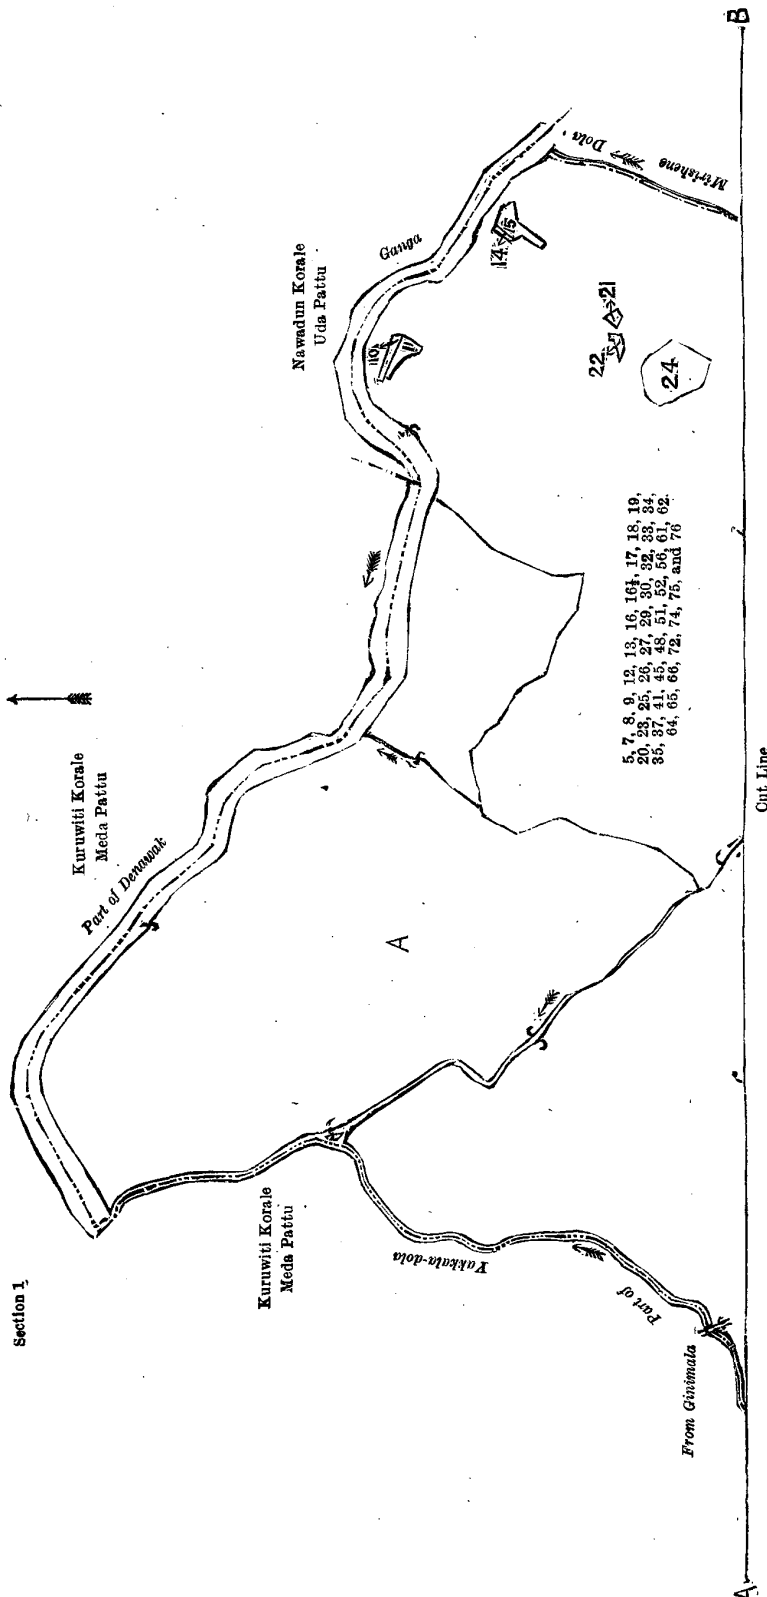 Section 1
Kuruwiti Korale
Meda Pattu
Part of Denawak
Nawadun Korale
Uda Pattu
Ganga
Kuruwiti Korale
Meda Pattu
A
110
11
14
15
Mirishene Dola
22
21
24
Yakkala-dola
Part of
From Ginimala
5, 7, 8, 9, 12, 13, 16, 16½, 17, 18, 19,
20, 23, 25, 26, 27, 29, 30, 32, 33, 34,
35, 37, 41, 45, 48, 51, 52, 56, 61, 62,
64, 65, 66, 72, 74, 75, and 76
A
B
Cut Line